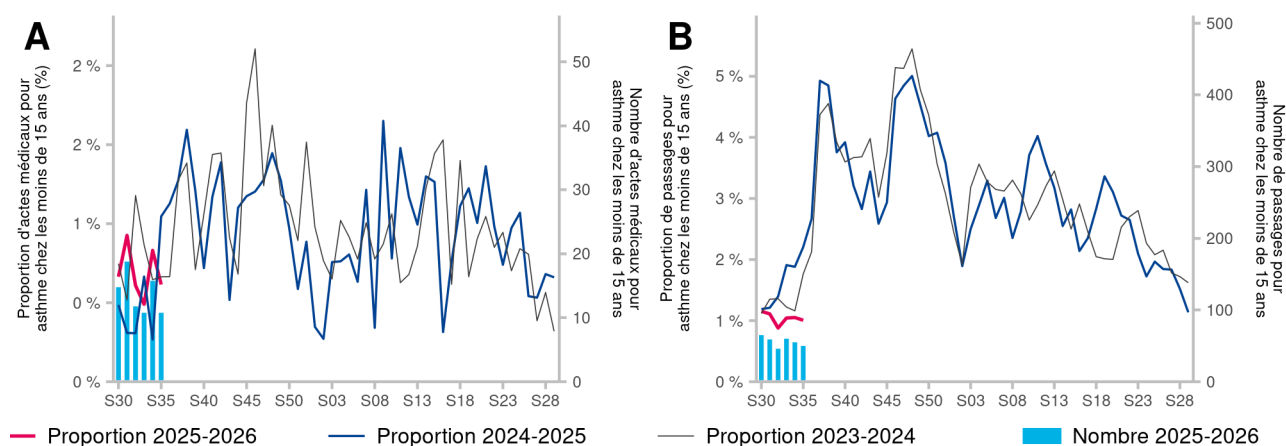 A
Proportion d'actes médicaux pour
asthme chez les moins de 15 ans (%)
2 %
2 %
1 %
0 %
0 %
50
40
30
20
10
0
Nombre d'actes médicaux pour
asthme chez les moins de 15 ans
S30 S35 S40 S45 S50 S03 S08 S13 S18 S23 S28
B
Proportion de passages pour
asthme chez les moins de 15 ans (%)
5 %
4 %
3 %
2 %
1 %
0 %
500
400
300
200
100
0
Nombre de passages pour
asthme chez les moins de 15 ans
S30 S35 S40 S45 S50 S03 S08 S13 S18 S23 S28
Proportion 2025-2026 Proportion 2024-2025 Proportion 2023-2024 Nombre 2025-2026